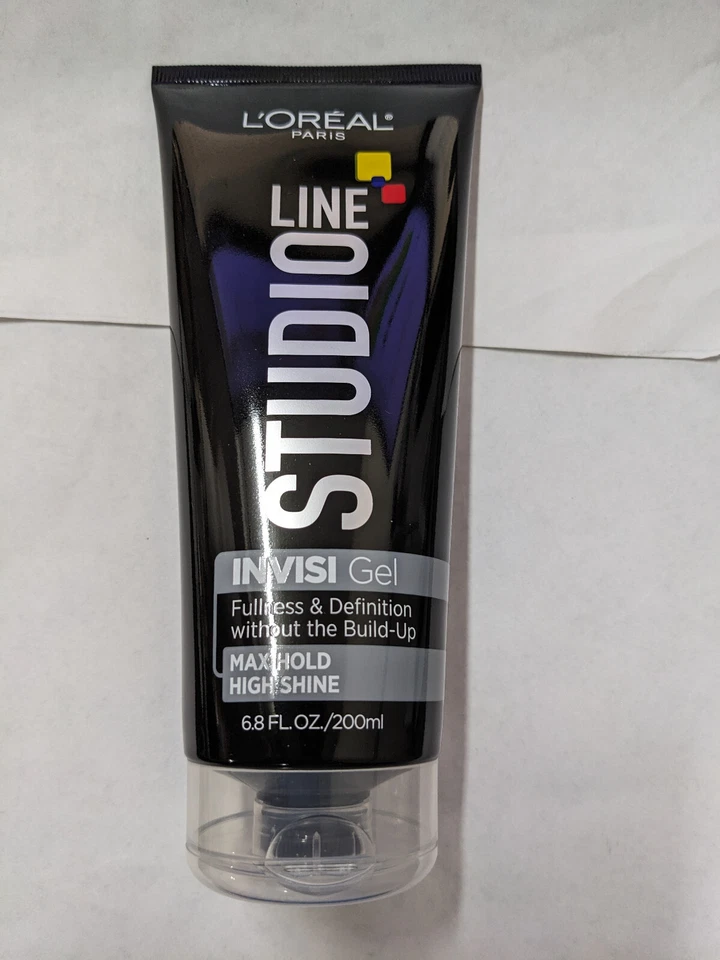 L'ORÉAL®
PARIS
STUDIO
LINE
INVISI Gel
Fullness & Definition
without the Build-Up
MAX HOLD
HIGH SHINE
6.8 FL.OZ./200ml